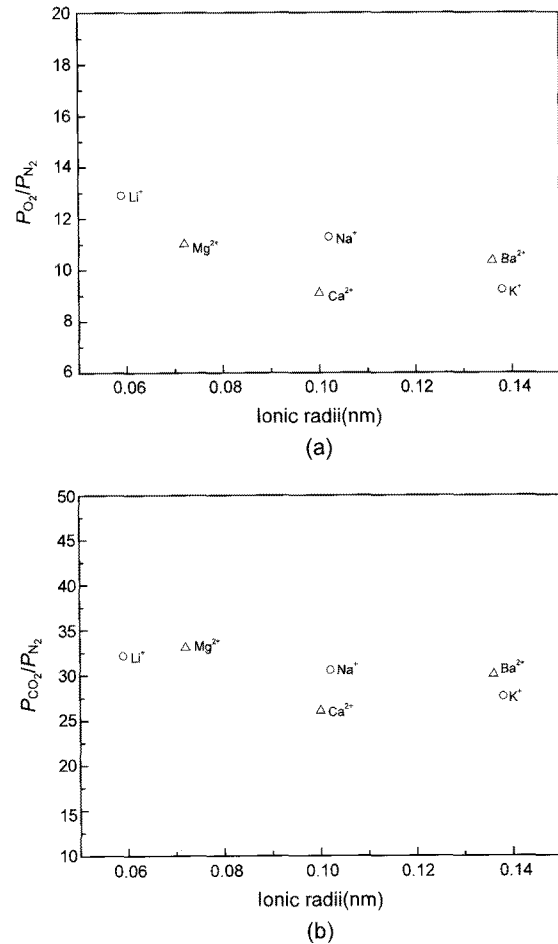 20
18
16
14
12
10
8
6
P_O₂/P_N₂
Li⁺
Mg²⁺
Na⁺
Ca²⁺
Ba²⁺
K⁺
0.06 0.08 0.10 0.12 0.14
Ionic radii(nm)
(a)
50
45
40
35
30
25
20
10
P_CO₂/P_N₂
Li⁺
Mg²⁺
Na⁺
Ca²⁺
Ba²⁺
K⁺
0.06 0.08 0.10 0.12 0.14
Ionic radii(nm)
(b)